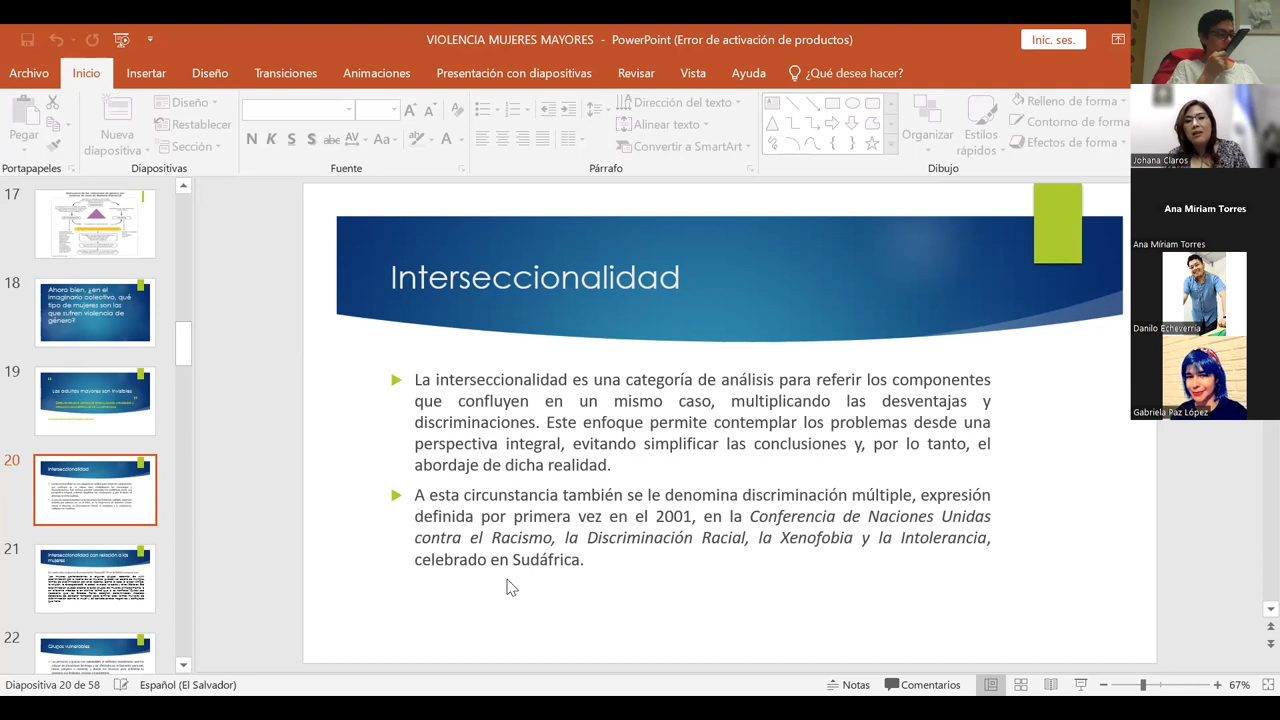 VIOLENCIA MUJERES MAYORES - PowerPoint (Error de activación de productos)
Inic. ses.
Archivo
Inicio
Insertar
Diseño
Transiciones
Animaciones
Presentación con diapositivas
Revisar
Vista
Ayuda
¿Qué desea hacer?
Pegar
Nueva
diapositiva
Diseño
Restablecer
Sección
N K S S abc AV Aa A
Dirección del texto
Alinear texto
Convertir a SmartArt
Organizar
Estilos
rápidos
Relleno de forma
Contorno de forma
Efectos de forma
Portapapeles
Diapositivas
Fuente
Párrafo
Dibujo
Johana Claros
Ana Miriam Torres
Ana Míriam Torres
Danilo Echeverría
Gabriela Paz López
17
18
Ahora bien, ¿en el
imaginario colectivo, qué
tipo de mujeres son las
que sufren violencia de
género?
19
Las adultas mayores son invisibles
20
Interseccionalidad
21
Interseccionalidad con relación a las
mujeres
22
Grupos vulnerables
Interseccionalidad
La interseccionalidad es una categoría de análisis para referir los componentes
que confluyen en un mismo caso, multiplicando las desventajas y
discriminaciones. Este enfoque permite contemplar los problemas desde una
perspectiva integral, evitando simplificar las conclusiones y, por lo tanto, el
abordaje de dicha realidad.
A esta circunstancia también se le denomina discriminación múltiple, expresión
definida por primera vez en el 2001, en la Conferencia de Naciones Unidas
contra el Racismo, la Discriminación Racial, la Xenofobia y la Intolerancia,
celebrado en Sudáfrica.
Diapositiva 20 de 58
Español (El Salvador)
Notas
Comentarios
67%